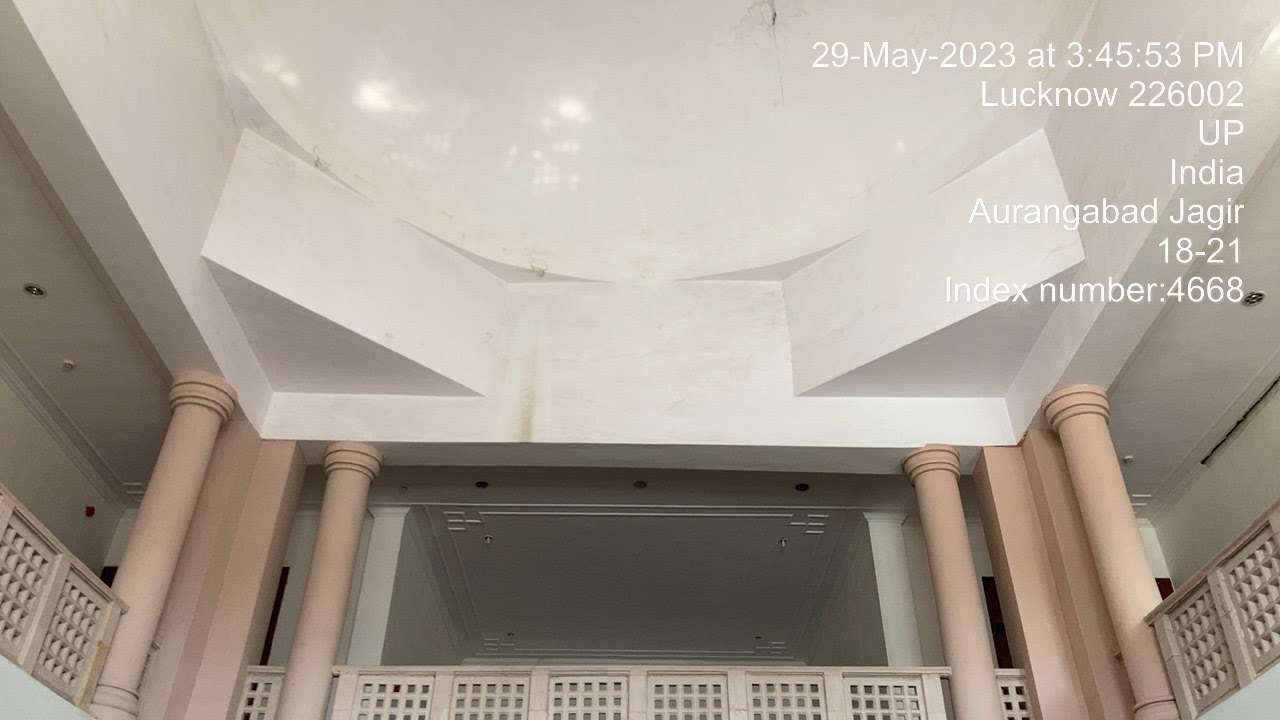 29-May-2023 at 3:45:53 PM
Lucknow 226002
UP
India
Aurangabad Jagir
18-21
Index number:4668